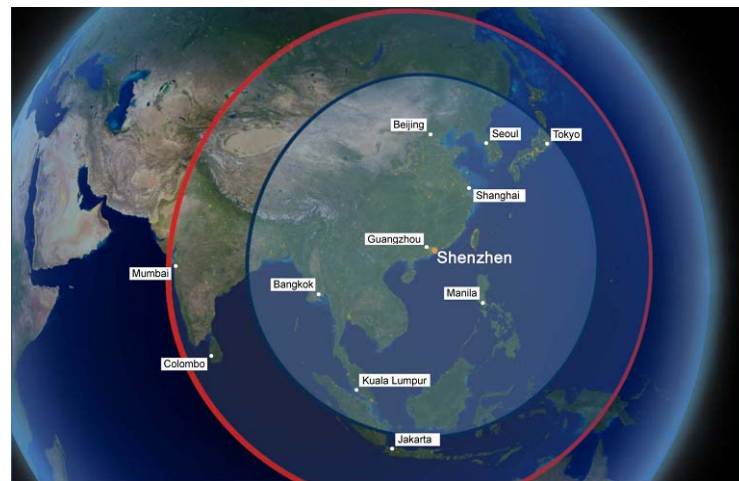 Beijing
Seoul
Tokyo
Shanghai
Guangzhou
Shenzhen
Mumbai
Bangkok
Manila
Colombo
Kuala Lumpur
Jakarta